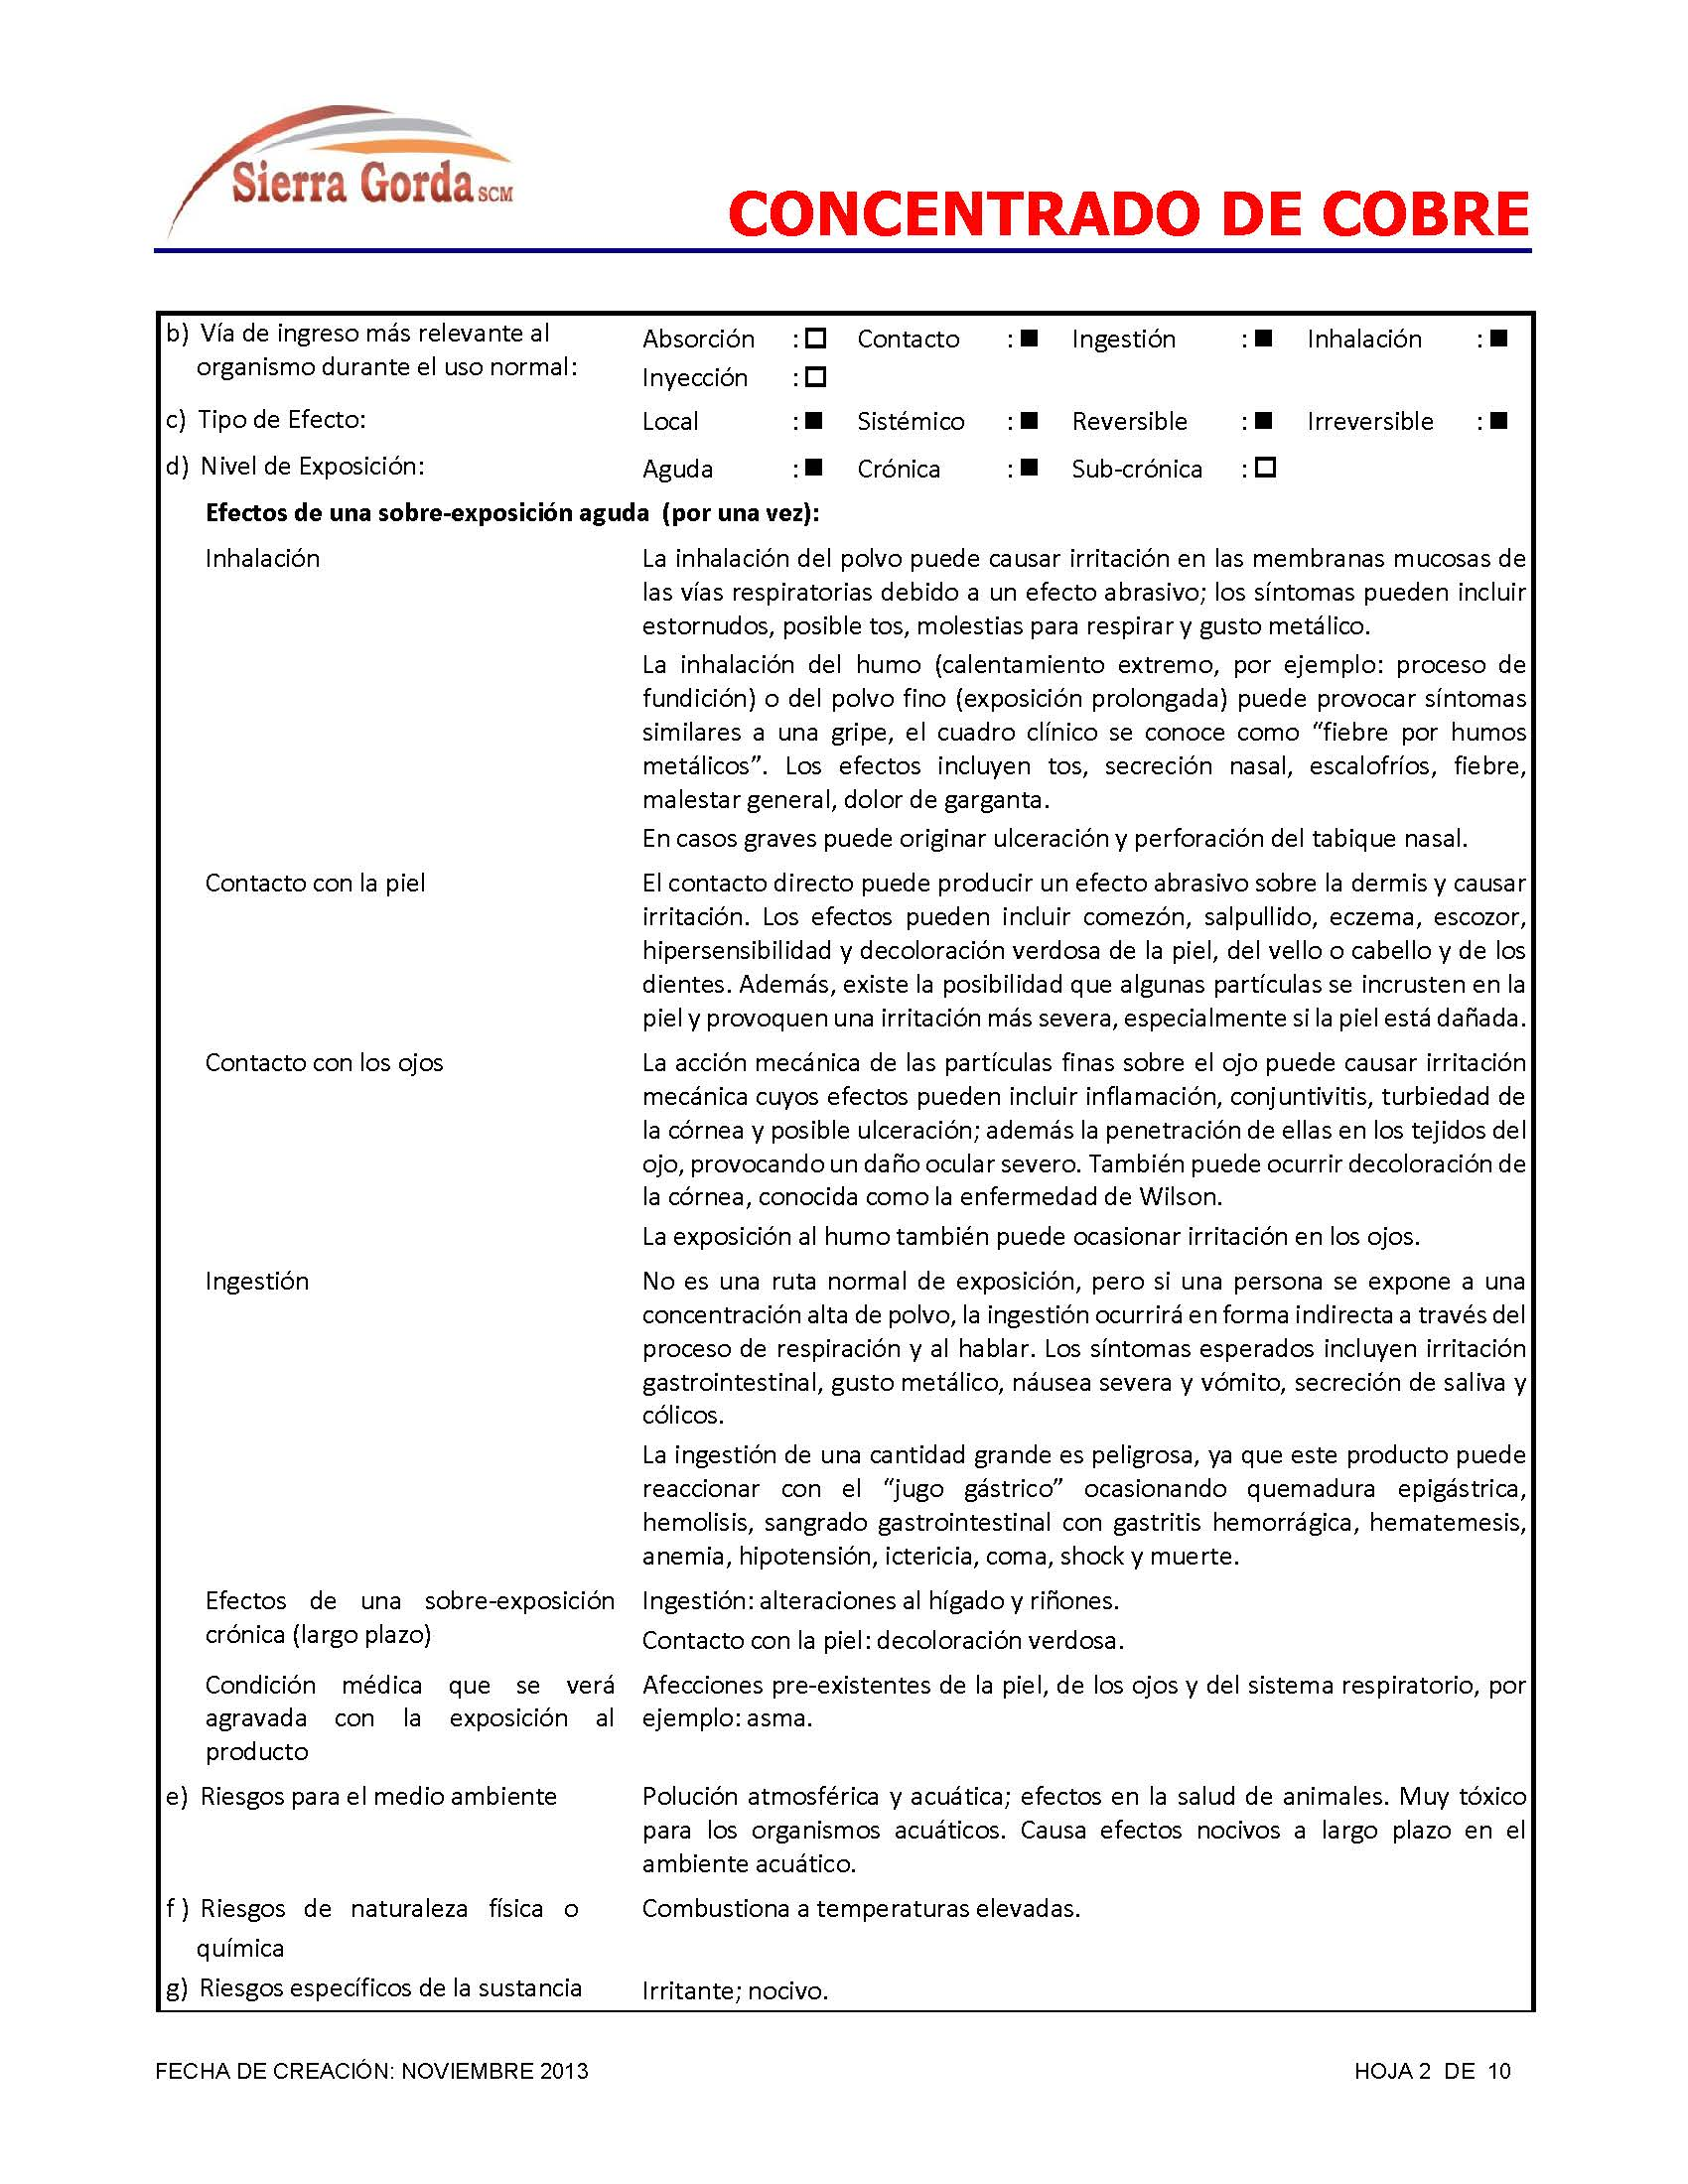 Sierra Gorda SCM
CONCENTRADO DE COBRE
b) Vía de ingreso más relevante al
organismo durante el uso normal:
Absorción : ☐ Contacto : ■ Ingestión : ■ Inhalación : ■
Inyección : ☐
c) Tipo de Efecto: Local : ■ Sistémico : ■ Reversible : ■ Irreversible : ■
d) Nivel de Exposición: Aguda : ■ Crónica : ■ Sub-crónica : ☐
Efectos de una sobre-exposición aguda (por una vez):
Inhalación
La inhalación del polvo puede causar irritación en las membranas mucosas de
las vías respiratorias debido a un efecto abrasivo; los síntomas pueden incluir
estornudos, posible tos, molestias para respirar y gusto metálico.
La inhalación del humo (calentamiento extremo, por ejemplo: proceso de
fundición) o del polvo fino (exposición prolongada) puede provocar síntomas
similares a una gripe, el cuadro clínico se conoce como “fiebre por humos
metálicos”. Los efectos incluyen tos, secreción nasal, escalofríos, fiebre,
malestar general, dolor de garganta.
En casos graves puede originar ulceración y perforación del tabique nasal.
Contacto con la piel
El contacto directo puede producir un efecto abrasivo sobre la dermis y causar
irritación. Los efectos pueden incluir comezón, salpullido, eczema, escozor,
hipersensibilidad y decoloración verdosa de la piel, del vello o cabello y de los
dientes. Además, existe la posibilidad que algunas partículas se incrusten en la
piel y provoquen una irritación más severa, especialmente si la piel está dañada.
Contacto con los ojos
La acción mecánica de las partículas finas sobre el ojo puede causar irritación
mecánica cuyos efectos pueden incluir inflamación, conjuntivitis, turbiedad de
la córnea y posible ulceración; además la penetración de ellas en los tejidos del
ojo, provocando un daño ocular severo. También puede ocurrir decoloración de
la córnea, conocida como la enfermedad de Wilson.
La exposición al humo también puede ocasionar irritación en los ojos.
Ingestión
No es una ruta normal de exposición, pero si una persona se expone a una
concentración alta de polvo, la ingestión ocurrirá en forma indirecta a través del
proceso de respiración y al hablar. Los síntomas esperados incluyen irritación
gastrointestinal, gusto metálico, náusea severa y vómito, secreción de saliva y
cólicos.
La ingestión de una cantidad grande es peligrosa, ya que este producto puede
reaccionar con el “jugo gástrico” ocasionando quemadura epigástrica,
hemolisis, sangrado gastrointestinal con gastritis hemorrágica, hematemesis,
anemia, hipotensión, ictericia, coma, shock y muerte.
Efectos de una sobre-exposición
crónica (largo plazo)
Ingestión: alteraciones al hígado y riñones.
Contacto con la piel: decoloración verdosa.
Condición médica que se verá
agravada con la exposición al
producto
Afecciones pre-existentes de la piel, de los ojos y del sistema respiratorio, por
ejemplo: asma.
e) Riesgos para el medio ambiente
Polución atmosférica y acuática; efectos en la salud de animales. Muy tóxico
para los organismos acuáticos. Causa efectos nocivos a largo plazo en el
ambiente acuático.
f ) Riesgos de naturaleza física o
química
Combustiona a temperaturas elevadas.
g) Riesgos específicos de la sustancia
Irritante; nocivo.
FECHA DE CREACIÓN: NOVIEMBRE 2013
HOJA 2 DE 10